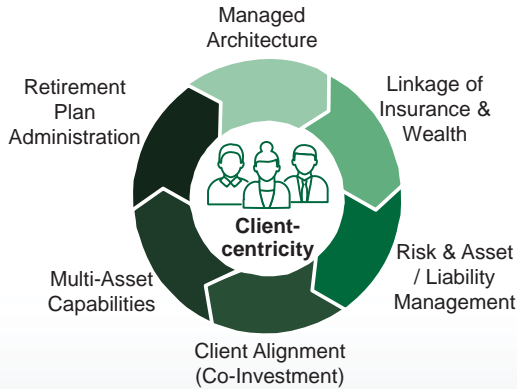 Managed
Architecture
Linkage of
Insurance &
Wealth
Risk & Asset
/ Liability
Management
Client Alignment
(Co-Investment)
Multi-Asset
Capabilities
Retirement
Plan
Administration
Client-
centricity